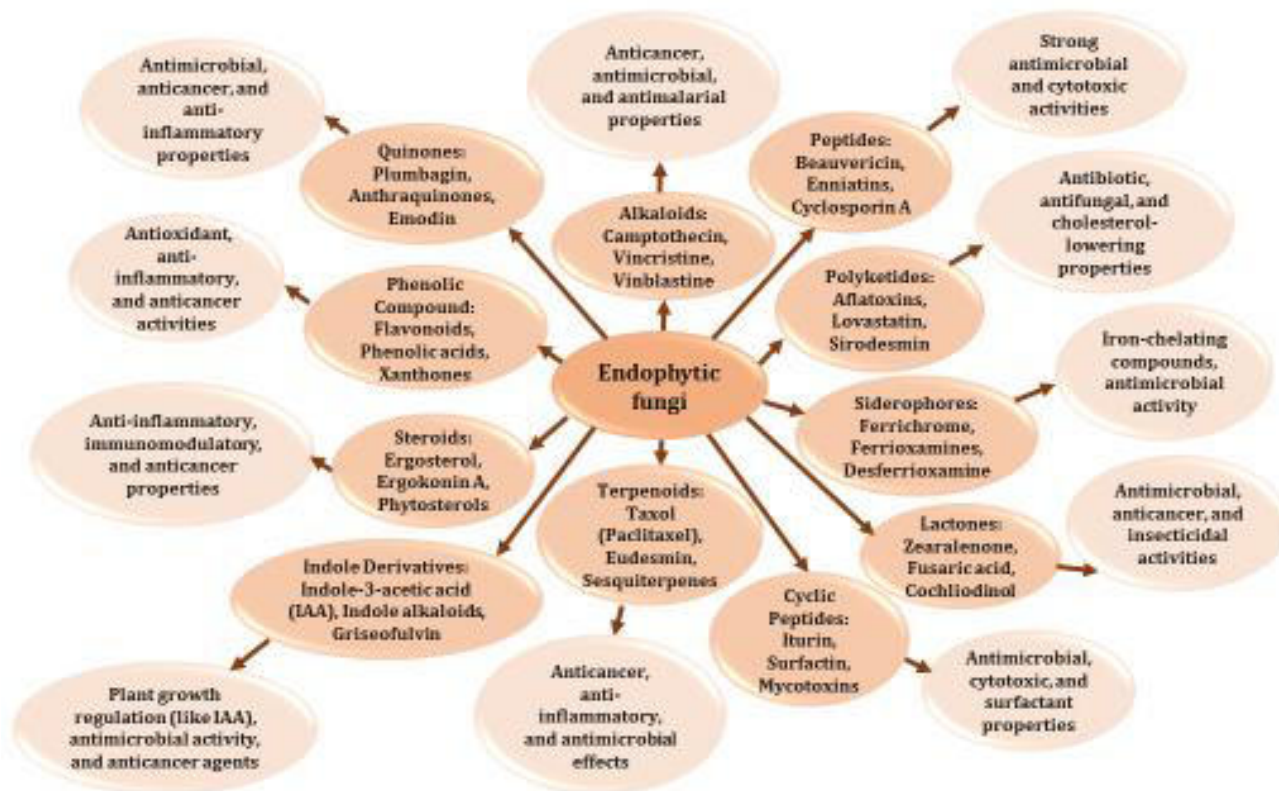 Antimicrobial,
anticancer, and
anti-
inflammatory
properties
Anticancer,
antimicrobial,
and antimalarial
properties
Strong
antimicrobial
and cytotoxic
activities
Quinones:
Plumbagin,
Anthraquinones,
Emodin
Alkaloids:
Camptothecin,
Vincristine,
Vinblastine
Peptides:
Beauvericin,
Enniatins,
Cyclosporin A
Antibiotic,
antifungal, and
cholesterol-
lowering
properties
Antioxidant,
anti-
inflammatory,
and anticancer
activities
Phenolic
Compound:
Flavonoids,
Phenolic acids,
Xanthones
Polyketides:
Aflatoxins,
Lovastatin,
Sirodesmin
Endophytic
fungi
Iron-chelating
compounds,
antimicrobial
activity
Siderophores:
Ferrichrome,
Ferrioxamines,
Desferrioxamine
Anti-inflammatory,
immunomodulatory,
and anticancer
properties
Steroids:
Ergosterol,
Ergokonin A,
Phytosterols
Terpenoids:
Taxol
(Paclitaxel),
Eudesmin,
Sesquiterpenes
Lactones:
Zearalenone,
Fusaric acid,
Cochliodinol
Antimicrobial,
anticancer, and
insecticidal
activities
Indole Derivatives:
Indole-3-acetic acid
(IAA), Indole alkaloids,
Griseofulvin
Cyclic
Peptides:
Iturin,
Surfactin,
Mycotoxins
Plant growth
regulation (like IAA),
antimicrobial activity,
and anticancer agents
Anticancer,
anti-
inflammatory,
and antimicrobial
effects
Antimicrobial,
cytotoxic, and
surfactant
properties